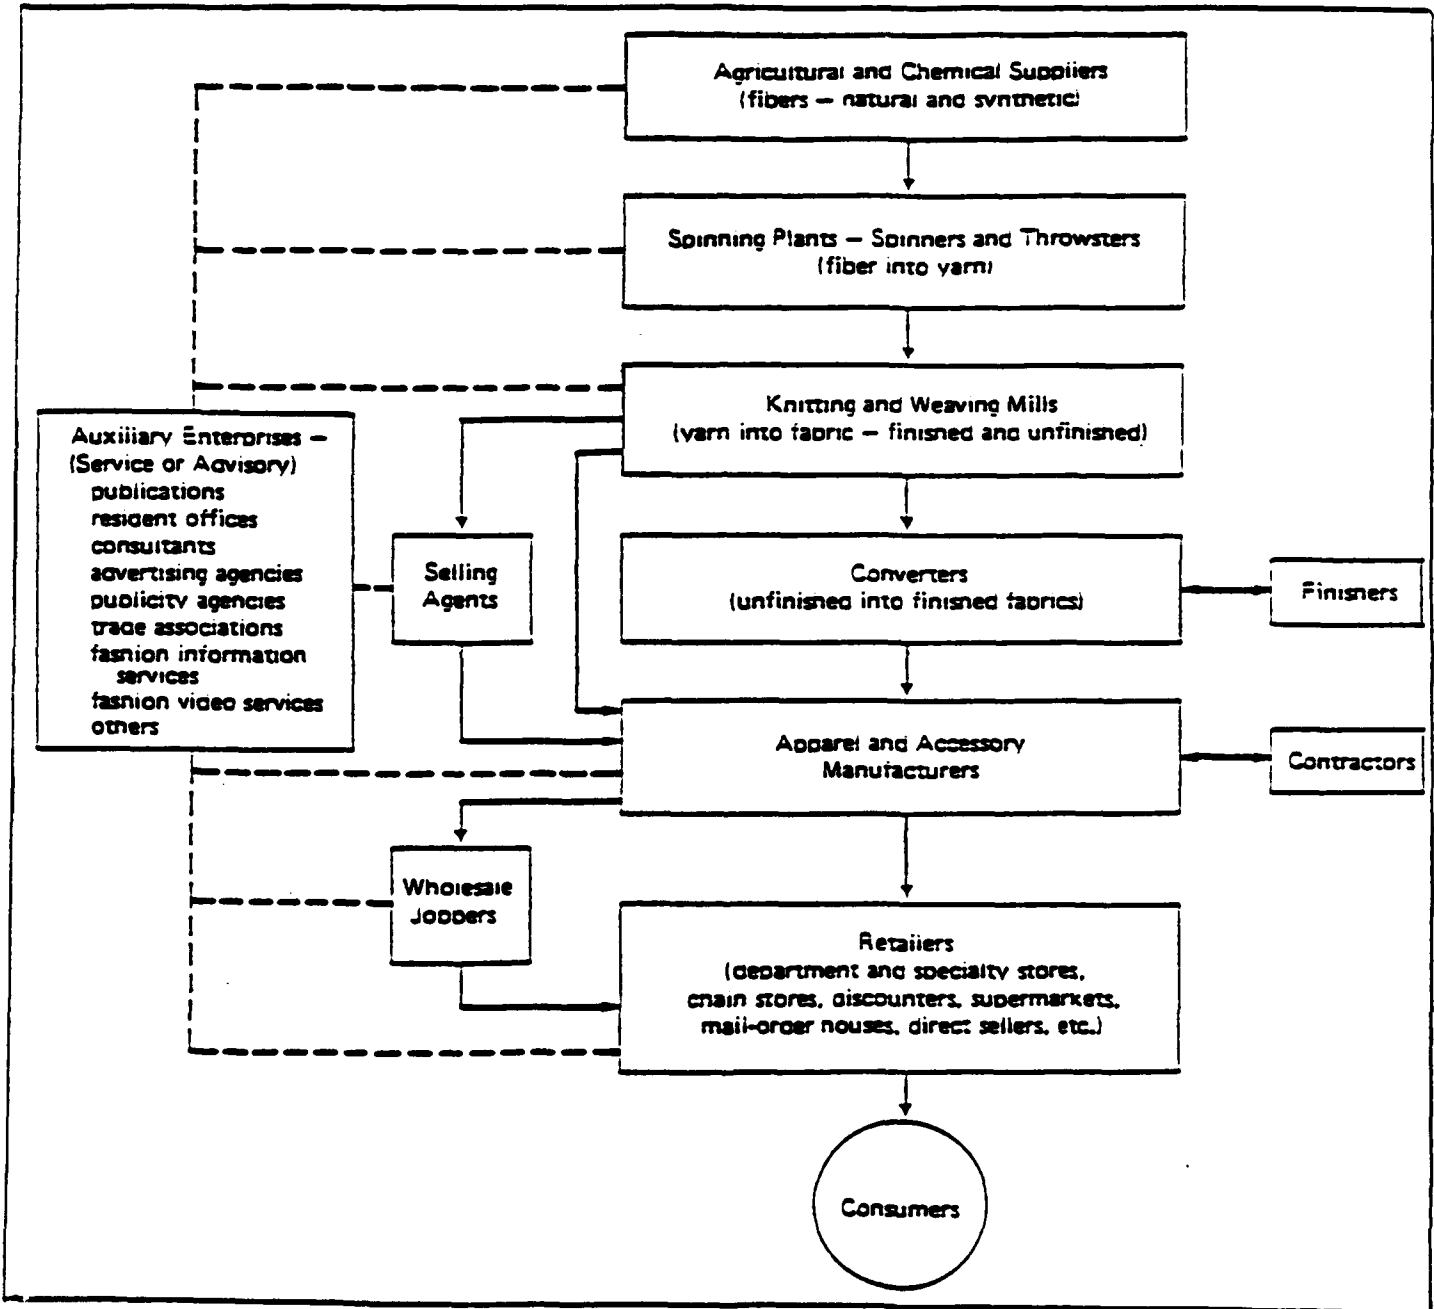 Agricultural and Chemical Suppliers
(fibers — natural and synthetic)
Spinning Plants — Spinners and Throwsters
(fiber into yarn)
Knitting and Weaving Mills
(yarn into fabric — finished and unfinished)
Auxiliary Enterprises —
(Service or Advisory)
publications
resident offices
consultants
advertising agencies
publicity agencies
trade associations
fashion information
services
fashion video services
others
Selling
Agents
Converters
(unfinished into finished fabrics)
Finishers
Apparel and Accessory
Manufacturers
Contractors
Wholesale
Jobbers
Retailers
(department and specialty stores,
chain stores, discounters, supermarkets,
mail-order houses, direct sellers, etc.)
Consumers